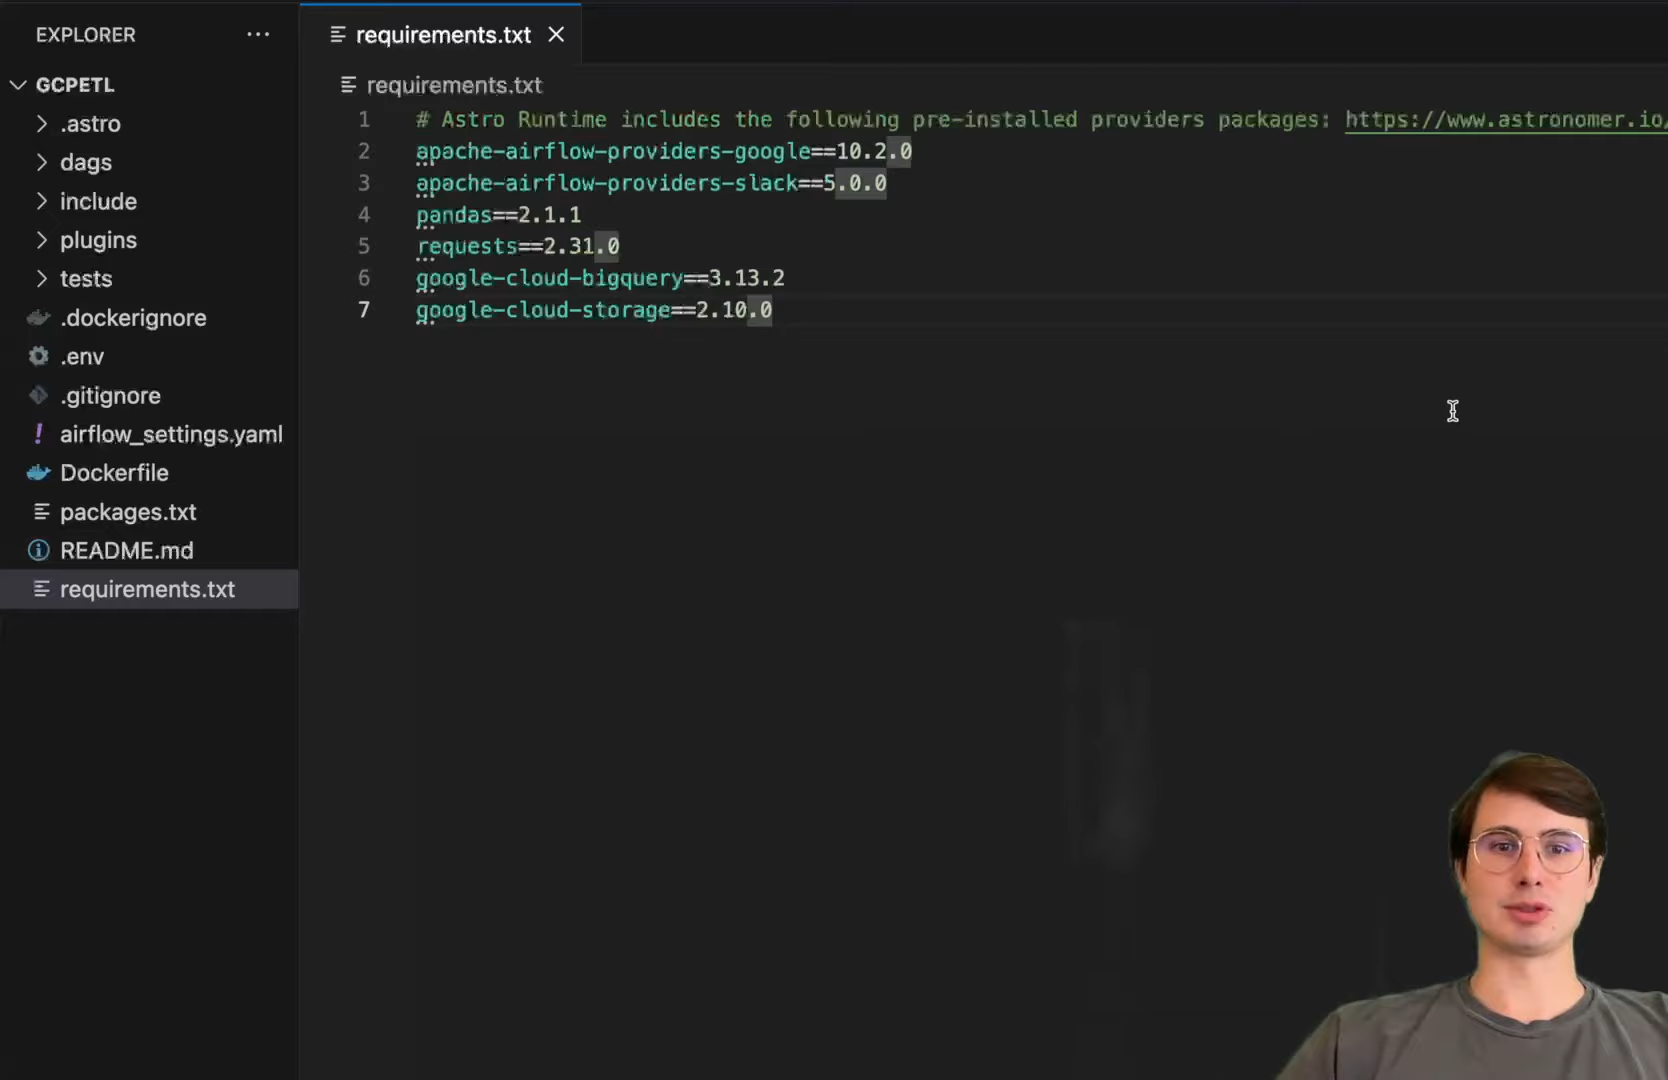 EXPLORER
GCPETL
.astro
dags
include
plugins
tests
.dockerignore
.env
.gitignore
airflow_settings.yaml
Dockerfile
packages.txt
README.md
requirements.txt
requirements.txt
requirements.txt
1 # Astro Runtime includes the following pre-installed providers packages: https://www.astronomer.io/
2 apache-airflow-providers-google==10.2.0
3 apache-airflow-providers-slack==5.0.0
4 pandas==2.1.1
5 requests==2.31.0
6 google-cloud-bigquery==3.13.2
7 google-cloud-storage==2.10.0